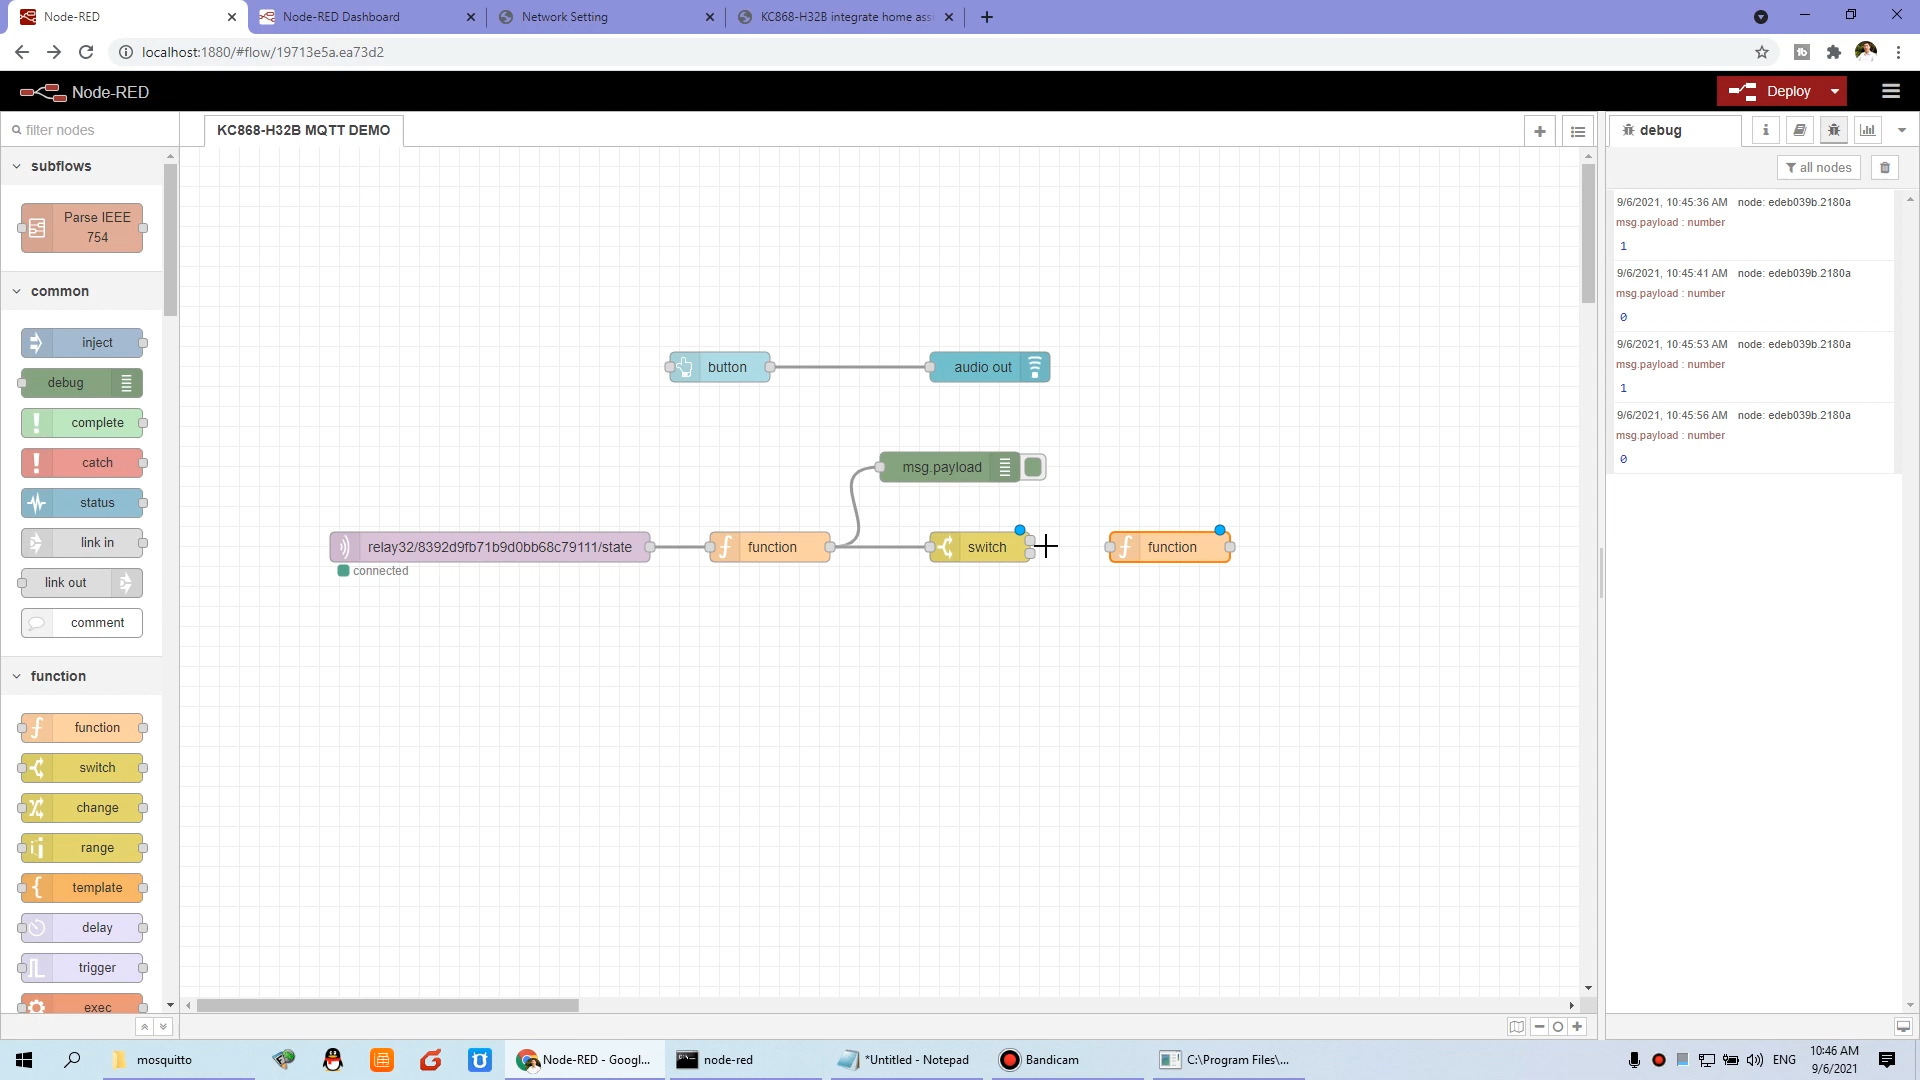 Node-RED
Node-RED Dashboard
Network Setting
KC868-H32B integrate home assi
localhost:1880/#flow/19713e5a.ea73d2
Node-RED
Deploy
filter nodes
KC868-H32B MQTT DEMO
debug
i
subflows
all nodes
Parse IEEE
754
common
inject
debug
complete
catch
status
link in
link out
comment
function
function
switch
change
range
template
delay
trigger
exec
button
audio out
msg.payload
relay32/8392d9fb71b9d0bb68c79111/state
connected
function
switch
function
9/6/2021, 10:45:36 AM node: edeb039b.2180a
msg.payload : number
1
9/6/2021, 10:45:41 AM node: edeb039b.2180a
msg.payload : number
0
9/6/2021, 10:45:53 AM node: edeb039b.2180a
msg.payload : number
1
9/6/2021, 10:45:56 AM node: edeb039b.2180a
msg.payload : number
0
mosquitto
Node-RED - Googl...
node-red
*Untitled - Notepad
Bandicam
C:\Program Files\...
ENG
10:46 AM
9/6/2021